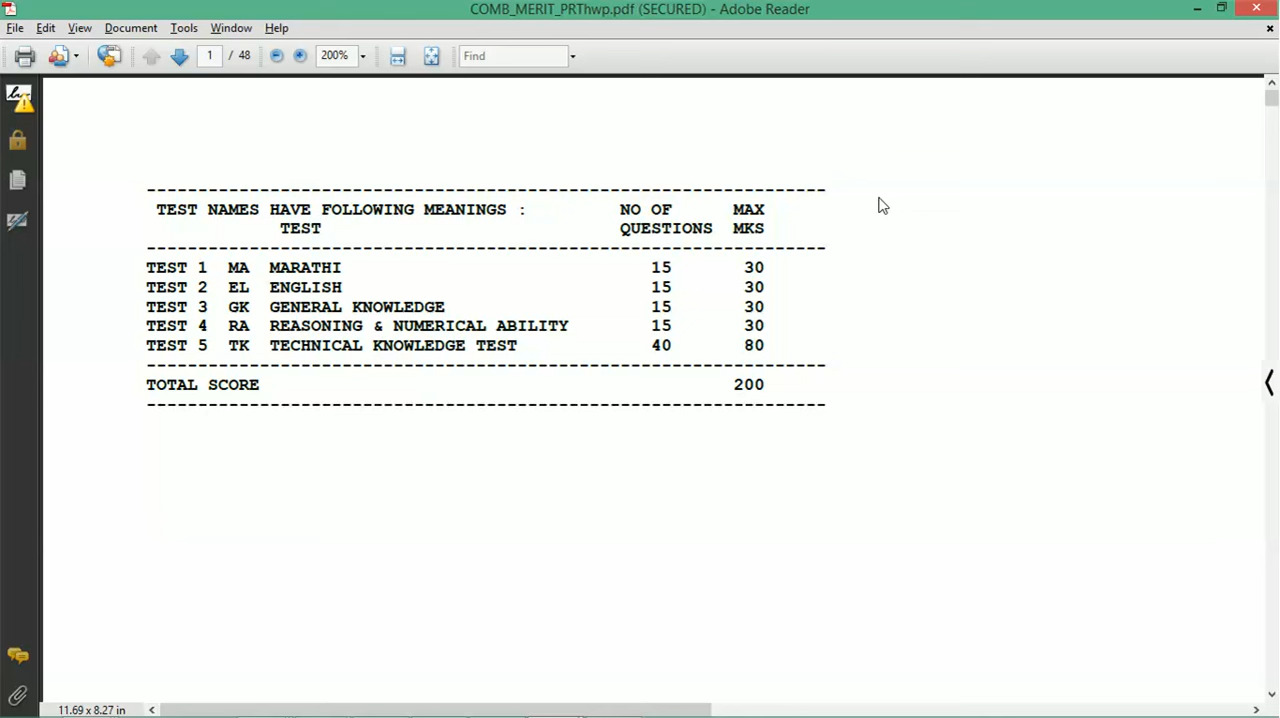 COMB_MERIT_PRThwp.pdf (SECURED) - Adobe Reader
File Edit View Document Tools Window Help
1 / 48 200% Find
--------------------------------------------------------------------
TEST NAMES HAVE FOLLOWING MEANINGS : NO OF MAX
TEST QUESTIONS MKS
--------------------------------------------------------------------
TEST 1 MA MARATHI 15 30
TEST 2 EL ENGLISH 15 30
TEST 3 GK GENERAL KNOWLEDGE 15 30
TEST 4 RA REASONING & NUMERICAL ABILITY 15 30
TEST 5 TK TECHNICAL KNOWLEDGE TEST 40 80
--------------------------------------------------------------------
TOTAL SCORE 200
--------------------------------------------------------------------
11.69 x 8.27 in